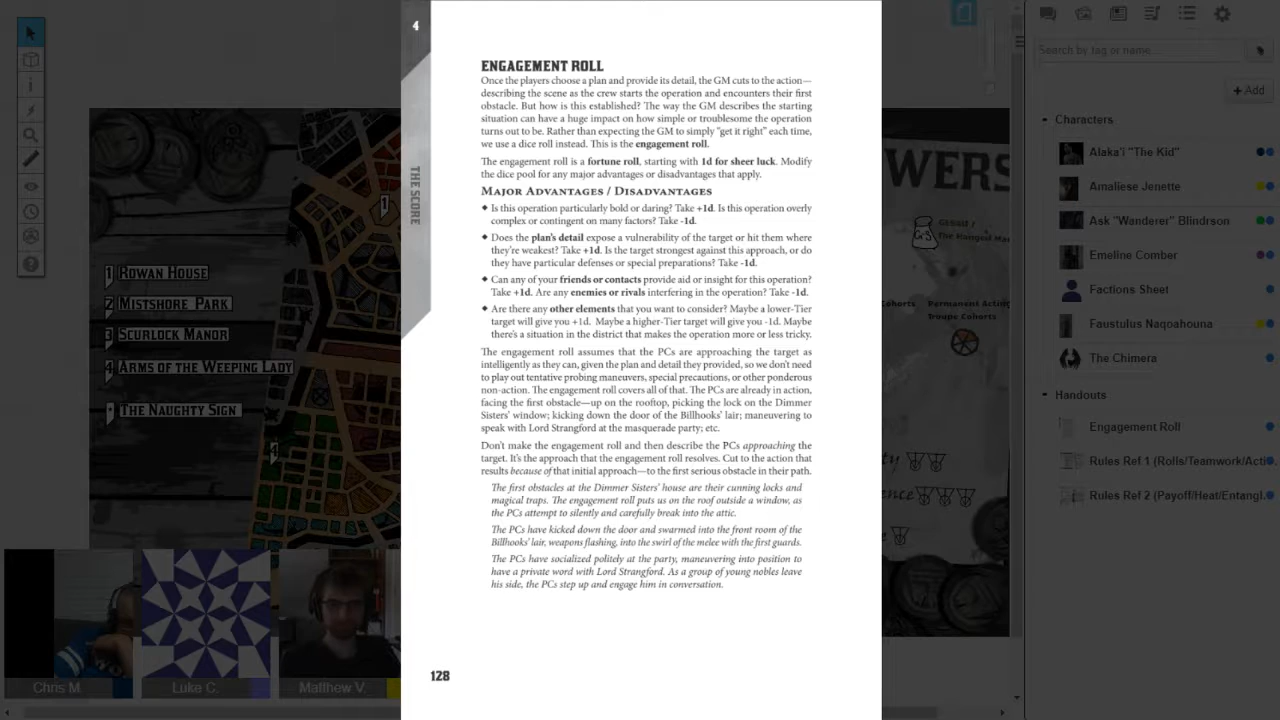 4
THE SCORE
ENGAGEMENT ROLL
Once the players choose a plan and provide its detail, the GM cuts to the action—
describing the scene as the crew starts the operation and encounters their first
obstacle. But how is this established? The way the GM describes the starting
situation can have a huge impact on how simple or troublesome the operation
turns out to be. Rather than expecting the GM to simply "get it right" each time,
we use a dice roll instead. This is the engagement roll.
The engagement roll is a fortune roll, starting with 1d for sheer luck. Modify
the dice pool for any major advantages or disadvantages that apply.
MAJOR ADVANTAGES / DISADVANTAGES
◆ Is this operation particularly bold or daring? Take +1d. Is this operation overly
complex or contingent on many factors? Take -1d.
◆ Does the plan's detail expose a vulnerability of the target or hit them where
they're weakest? Take +1d. Is the target strongest against this approach, or do
they have particular defenses or special preparations? Take -1d.
◆ Can any of your friends or contacts provide aid or insight for this operation?
Take +1d. Are any enemies or rivals interfering in the operation? Take -1d.
◆ Are there any other elements that you want to consider? Maybe a lower-Tier
target will give you +1d. Maybe a higher-Tier target will give you -1d. Maybe
there's a situation in the district that makes the operation more or less tricky.
The engagement roll assumes that the PCs are approaching the target as
intelligently as they can, given the plan and detail they provided, so we don't need
to play out tentative probing maneuvers, special precautions, or other ponderous
non-action. The engagement roll covers all of that. The PCs are already in action,
facing the first obstacle—up on the rooftop, picking the lock on the Dimmer
Sisters' window; kicking down the door of the Billhooks' lair; maneuvering to
speak with Lord Strangford at the masquerade party; etc.
Don't make the engagement roll and then describe the PCs approaching the
target. It's the approach that the engagement roll resolves. Cut to the action that
results because of that initial approach—to the first serious obstacle in their path.
The first obstacles at the Dimmer Sisters' house are their cunning locks and
magical traps. The engagement roll puts us on the roof outside a window, as
the PCs attempt to silently and carefully break into the attic.
The PCs have kicked down the door and swarmed into the front room of the
Billhooks' lair, weapons flashing, into the swirl of the melee with the first guards.
The PCs have socialized politely at the party, maneuvering into position to
have a private word with Lord Strangford. As a group of young nobles leave
his side, the PCs step up and engage him in conversation.
128
1 ROWAN HOUSE
2 MISTSHORE PARK
3 SCURLOCK MANOR
4 ARMS OF THE WEEPING LADY
* THE NAUGHTY SIGN
1
4
Chris M.
Luke C.
Matthew V.
Search by tag or name...
+ Add
Characters
Alaka'i "The Kid"
Amaliese Jenette
Ask "Wanderer" Blindrson
Emeline Comber
Factions Sheet
Faustulus Naqoahouna
The Chimera
Handouts
Engagement Roll
Rules Ref 1 (Rolls/Teamwork/Acti...
Rules Ref 2 (Payoff/Heat/Entangl...